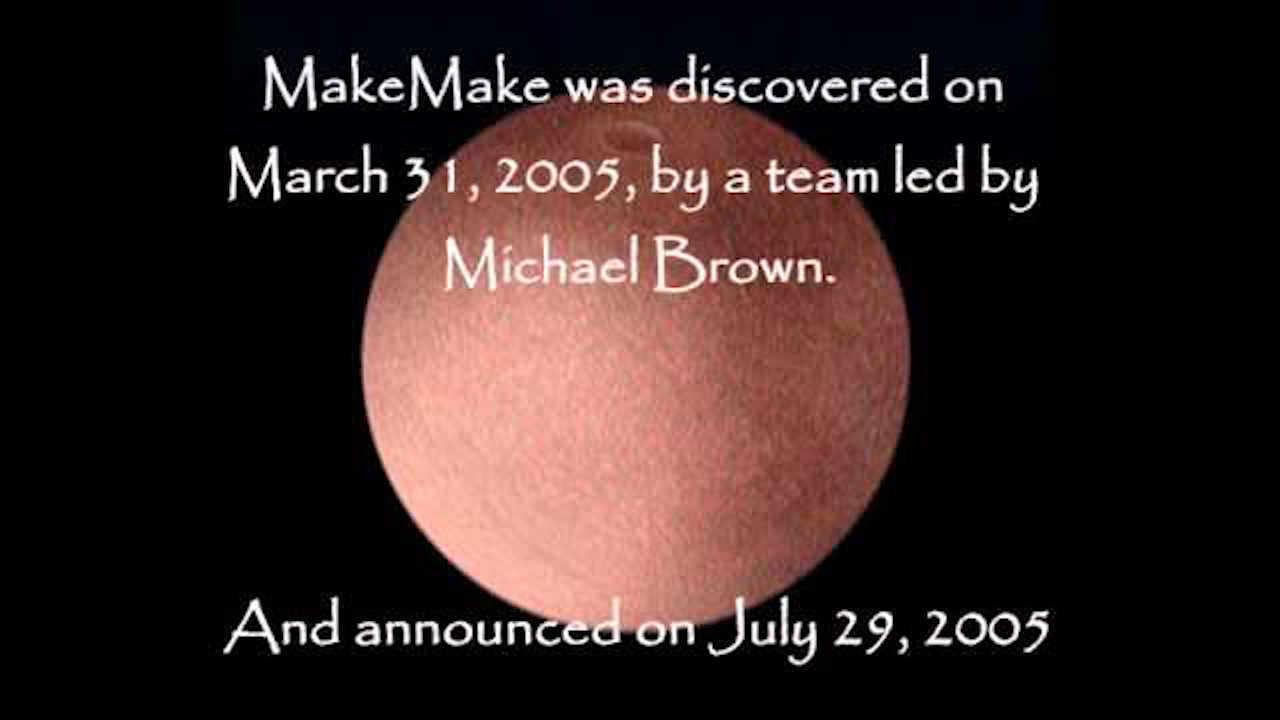 MakeMake was discovered on
March 31, 2005, by a team led by
Michael Brown.
And announced on July 29, 2005